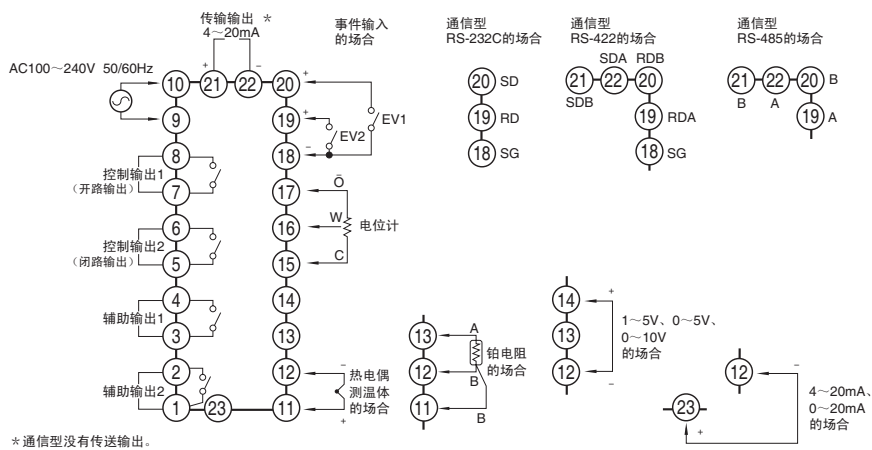 传输输出 *
4～20mA
事件输入
的场合
通信型
RS-232C的场合
通信型
RS-422的场合
通信型
RS-485的场合
AC100～240V 50/60Hz
+ −
10 21 22 20
9 19 18
+
+
−
EV1
EV2
20 SD
19 RD
18 SG
SDA RDB
21 22 20
SDB
19 RDA
18 SG
21 22 20 B
B A
19 A
8
7
控制输出1
（开路输出）
6
5
控制输出2
（闭路输出）
4
3
辅助输出1
2
1
辅助输出2
23
17 O
16 W
15 C
电位计
14
13
12
11
−
+
热电偶
测温体
的场合
13 A
12 B
11 B
铂电阻
的场合
14 +
13
12 −
1～5V、0～5V、
0～10V
的场合
12 −
23 +
4～20mA、
0～20mA
的场合
*通信型没有传送输出。